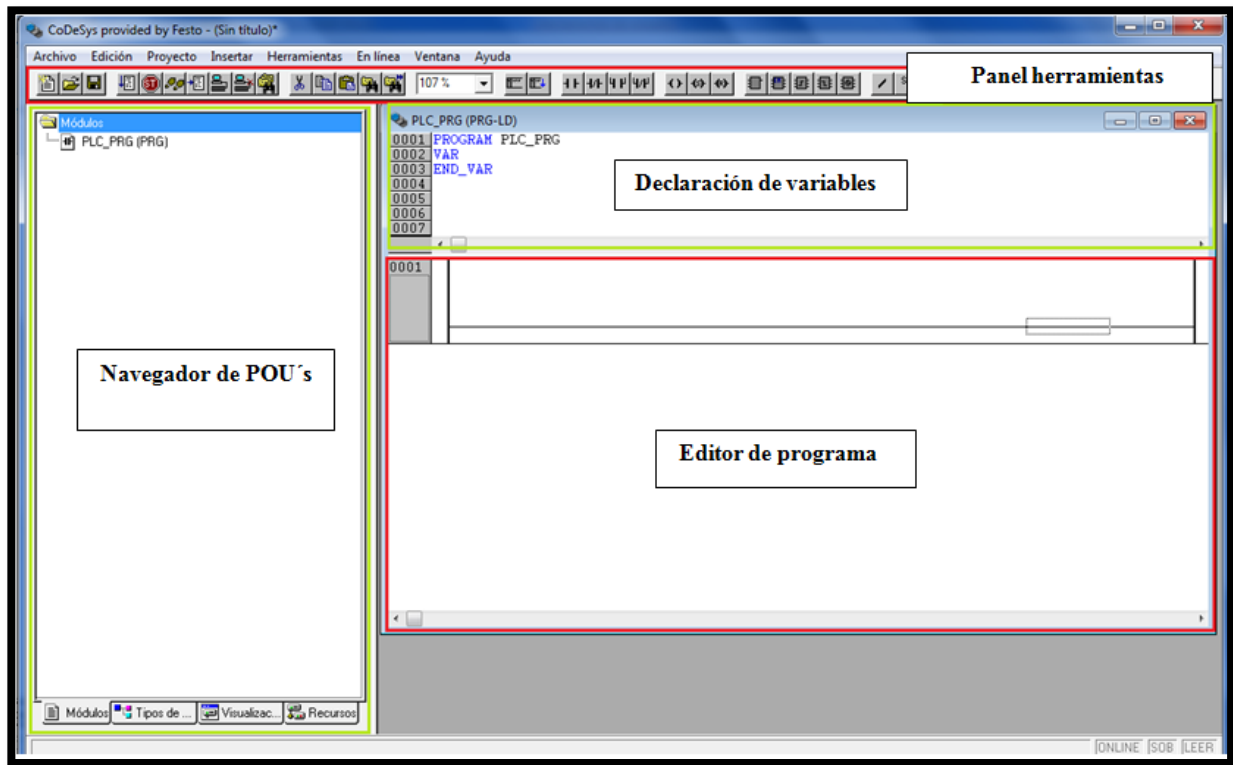 CoDeSys provided by Festo - (Sin título)*
Archivo Edición Proyecto Insertar Herramientas En línea Ventana Ayuda
Panel herramientas
107 %
Módulos
PLC_PRG (PRG)
PLC_PRG (PRG-LD)
0001 PROGRAM PLC_PRG
0002 VAR
0003 END_VAR
0004
0005
0006
0007
Declaración de variables
0001
Navegador de POU´s
Editor de programa
Módulos Tipos de ... Visualizac... Recursos
ONLINE SOB LEER